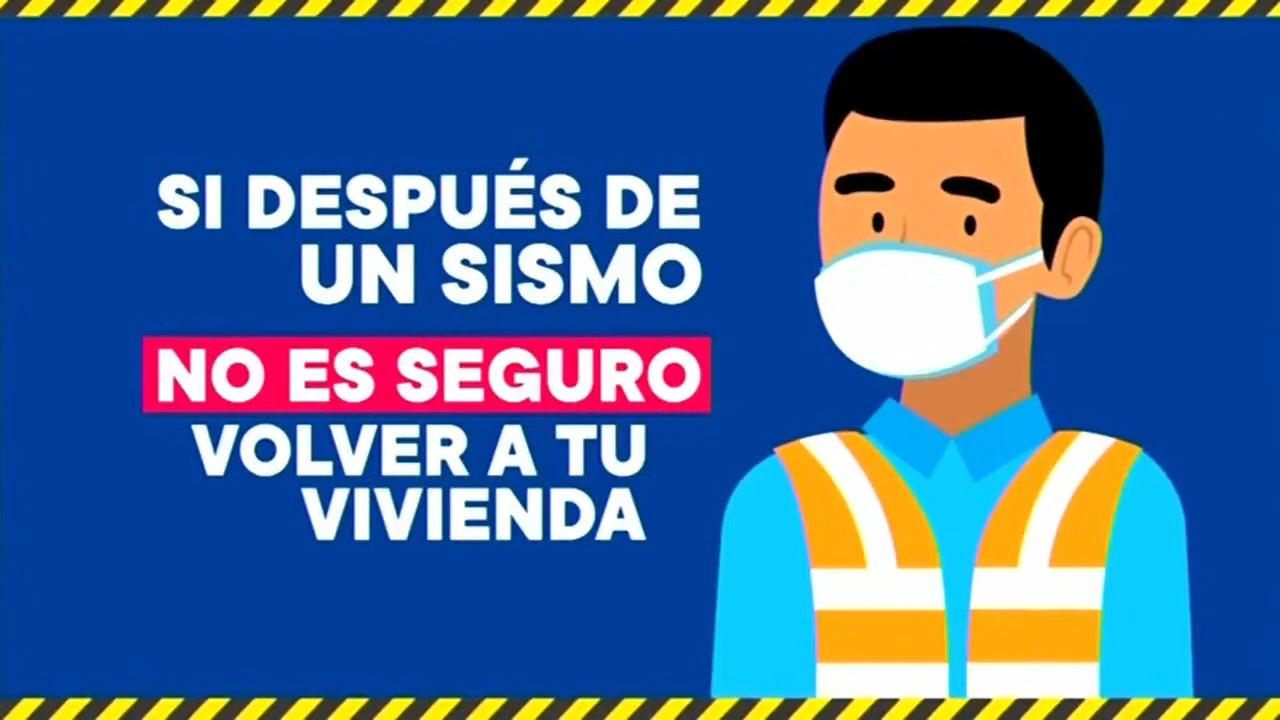 SI DESPUÉS DE
UN SISMO
NO ES SEGURO
VOLVER A TU
VIVIENDA